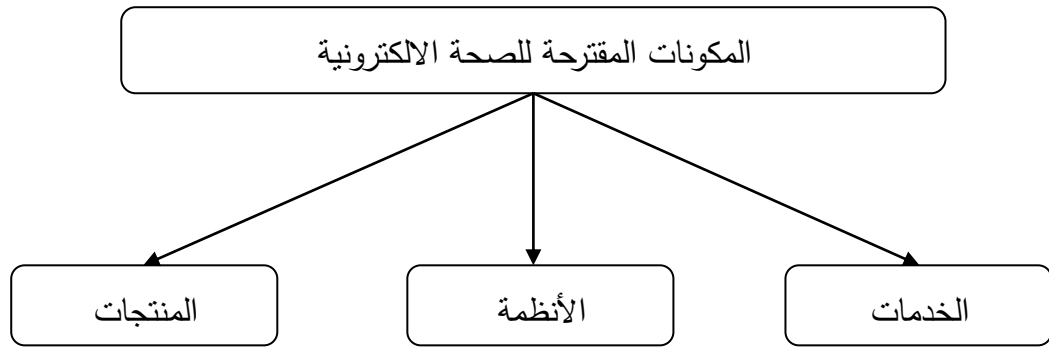 المكونات المقترحة للصحة الالكترونية
الخدمات
الأنظمة
المنتجات